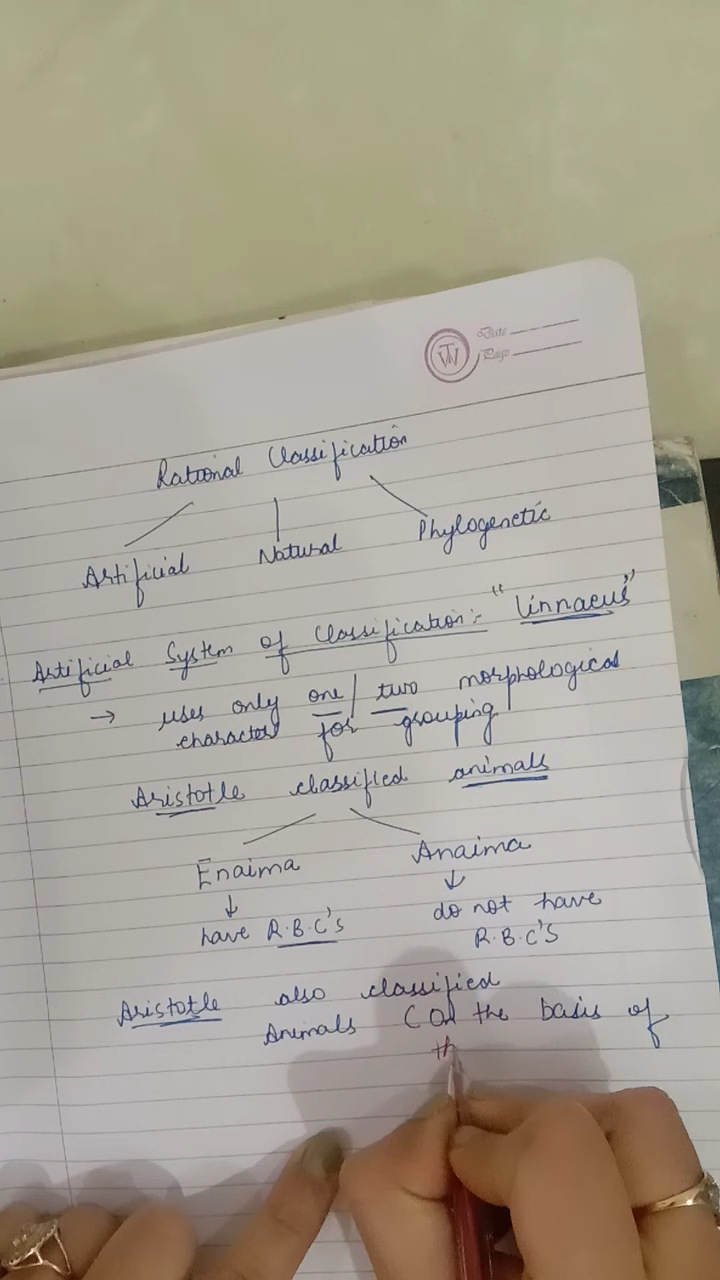 Date
Page
Rational Classification
Artificial Natural Phylogenetic
Artificial System of Classification:- "Linnaeus"
→ uses only one/two morphological
character for grouping
Aristotle classified animals
Enaima Anaima
↓ ↓
have R.B.C's do not have
R.B.C'S
Aristotle also classified
Animals (On the basis of
th